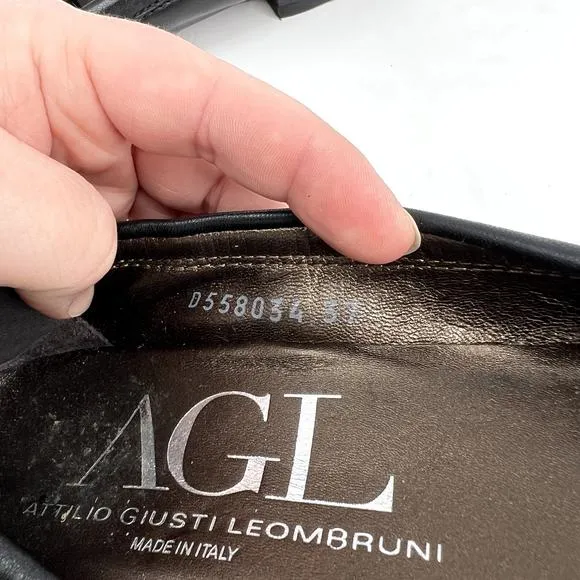 D558034 37
AGL
ATTILIO GIUSTI LEOMBRUNI
MADE IN ITALY